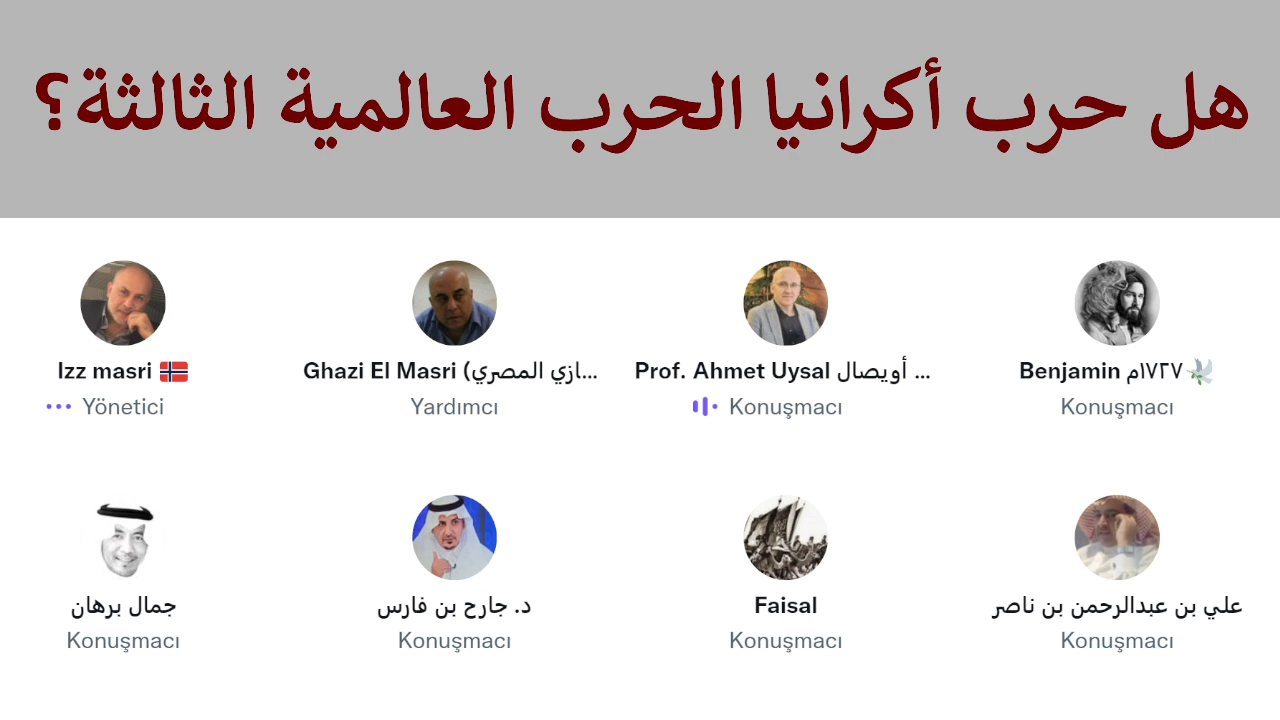 هل حرب أكرانيا الحرب العالمية الثالثة؟
Izz masri 🇳🇴
Yönetici
Ghazi El Masri (ازي المصري...
Yardımcı
Prof. Ahmet Uysal أويصال ...
Konuşmacı
Benjamin ١٧٣٧م🕊️
Konuşmacı
جمال برهان
Konuşmacı
د. جارح بن فارس
Konuşmacı
Faisal
Konuşmacı
علي بن عبدالرحمن بن ناصر
Konuşmacı